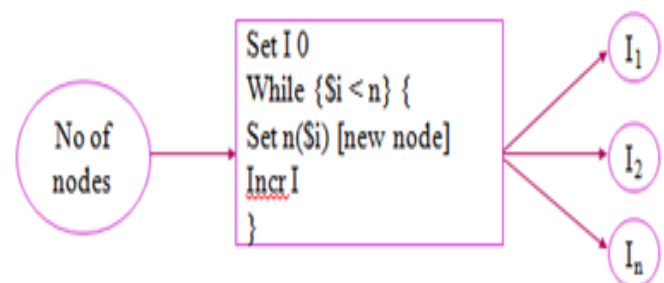 No of
nodes
Set I 0
While {$i < n} {
Set n($i) [new node]
Incr I
}
I₁
I₂
Iₙ